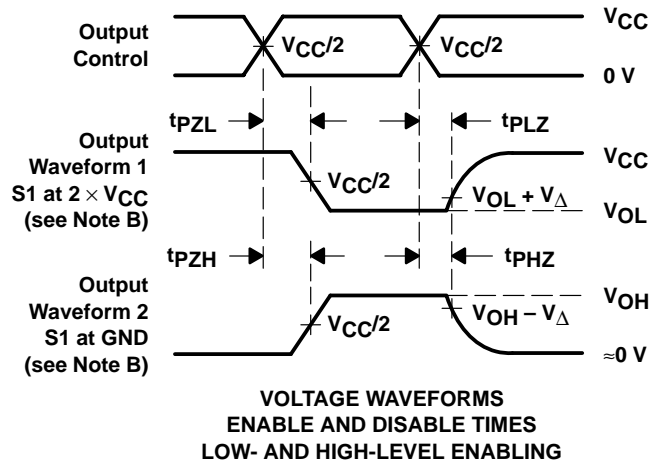 Output
Control
VCC/2
VCC/2
VCC
0 V
tPZL
tPLZ
Output
Waveform 1
S1 at 2 × VCC
(see Note B)
VCC/2
VCC
VOL + VΔ
VOL
tPZH
tPHZ
Output
Waveform 2
S1 at GND
(see Note B)
VCC/2
VOH
VOH – VΔ
≈0 V
VOLTAGE WAVEFORMS
ENABLE AND DISABLE TIMES
LOW- AND HIGH-LEVEL ENABLING